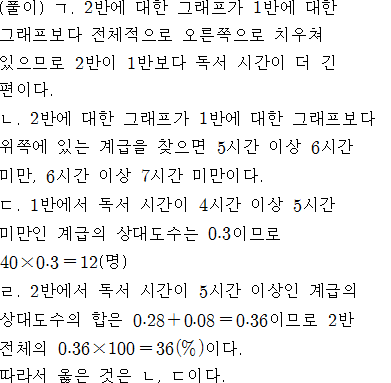 (풀이) ㄱ. 2반에 대한 그래프가 1반에 대한
그래프보다 전체적으로 오른쪽으로 치우쳐
있으므로 2반이 1반보다 독서 시간이 더 긴
편이다.
ㄴ. 2반에 대한 그래프가 1반에 대한 그래프보다
위쪽에 있는 계급을 찾으면 5시간 이상 6시간
미만, 6시간 이상 7시간 미만이다.
ㄷ. 1반에서 독서 시간이 4시간 이상 5시간
미만인 계급의 상대도수는 0.3이므로
40×0.3=12(명)
ㄹ. 2반에서 독서 시간이 5시간 이상인 계급의
상대도수의 합은 0.28+0.08=0.36이므로 2반
전체의 0.36×100=36(%)이다.
따라서 옳은 것은 ㄴ, ㄷ이다.